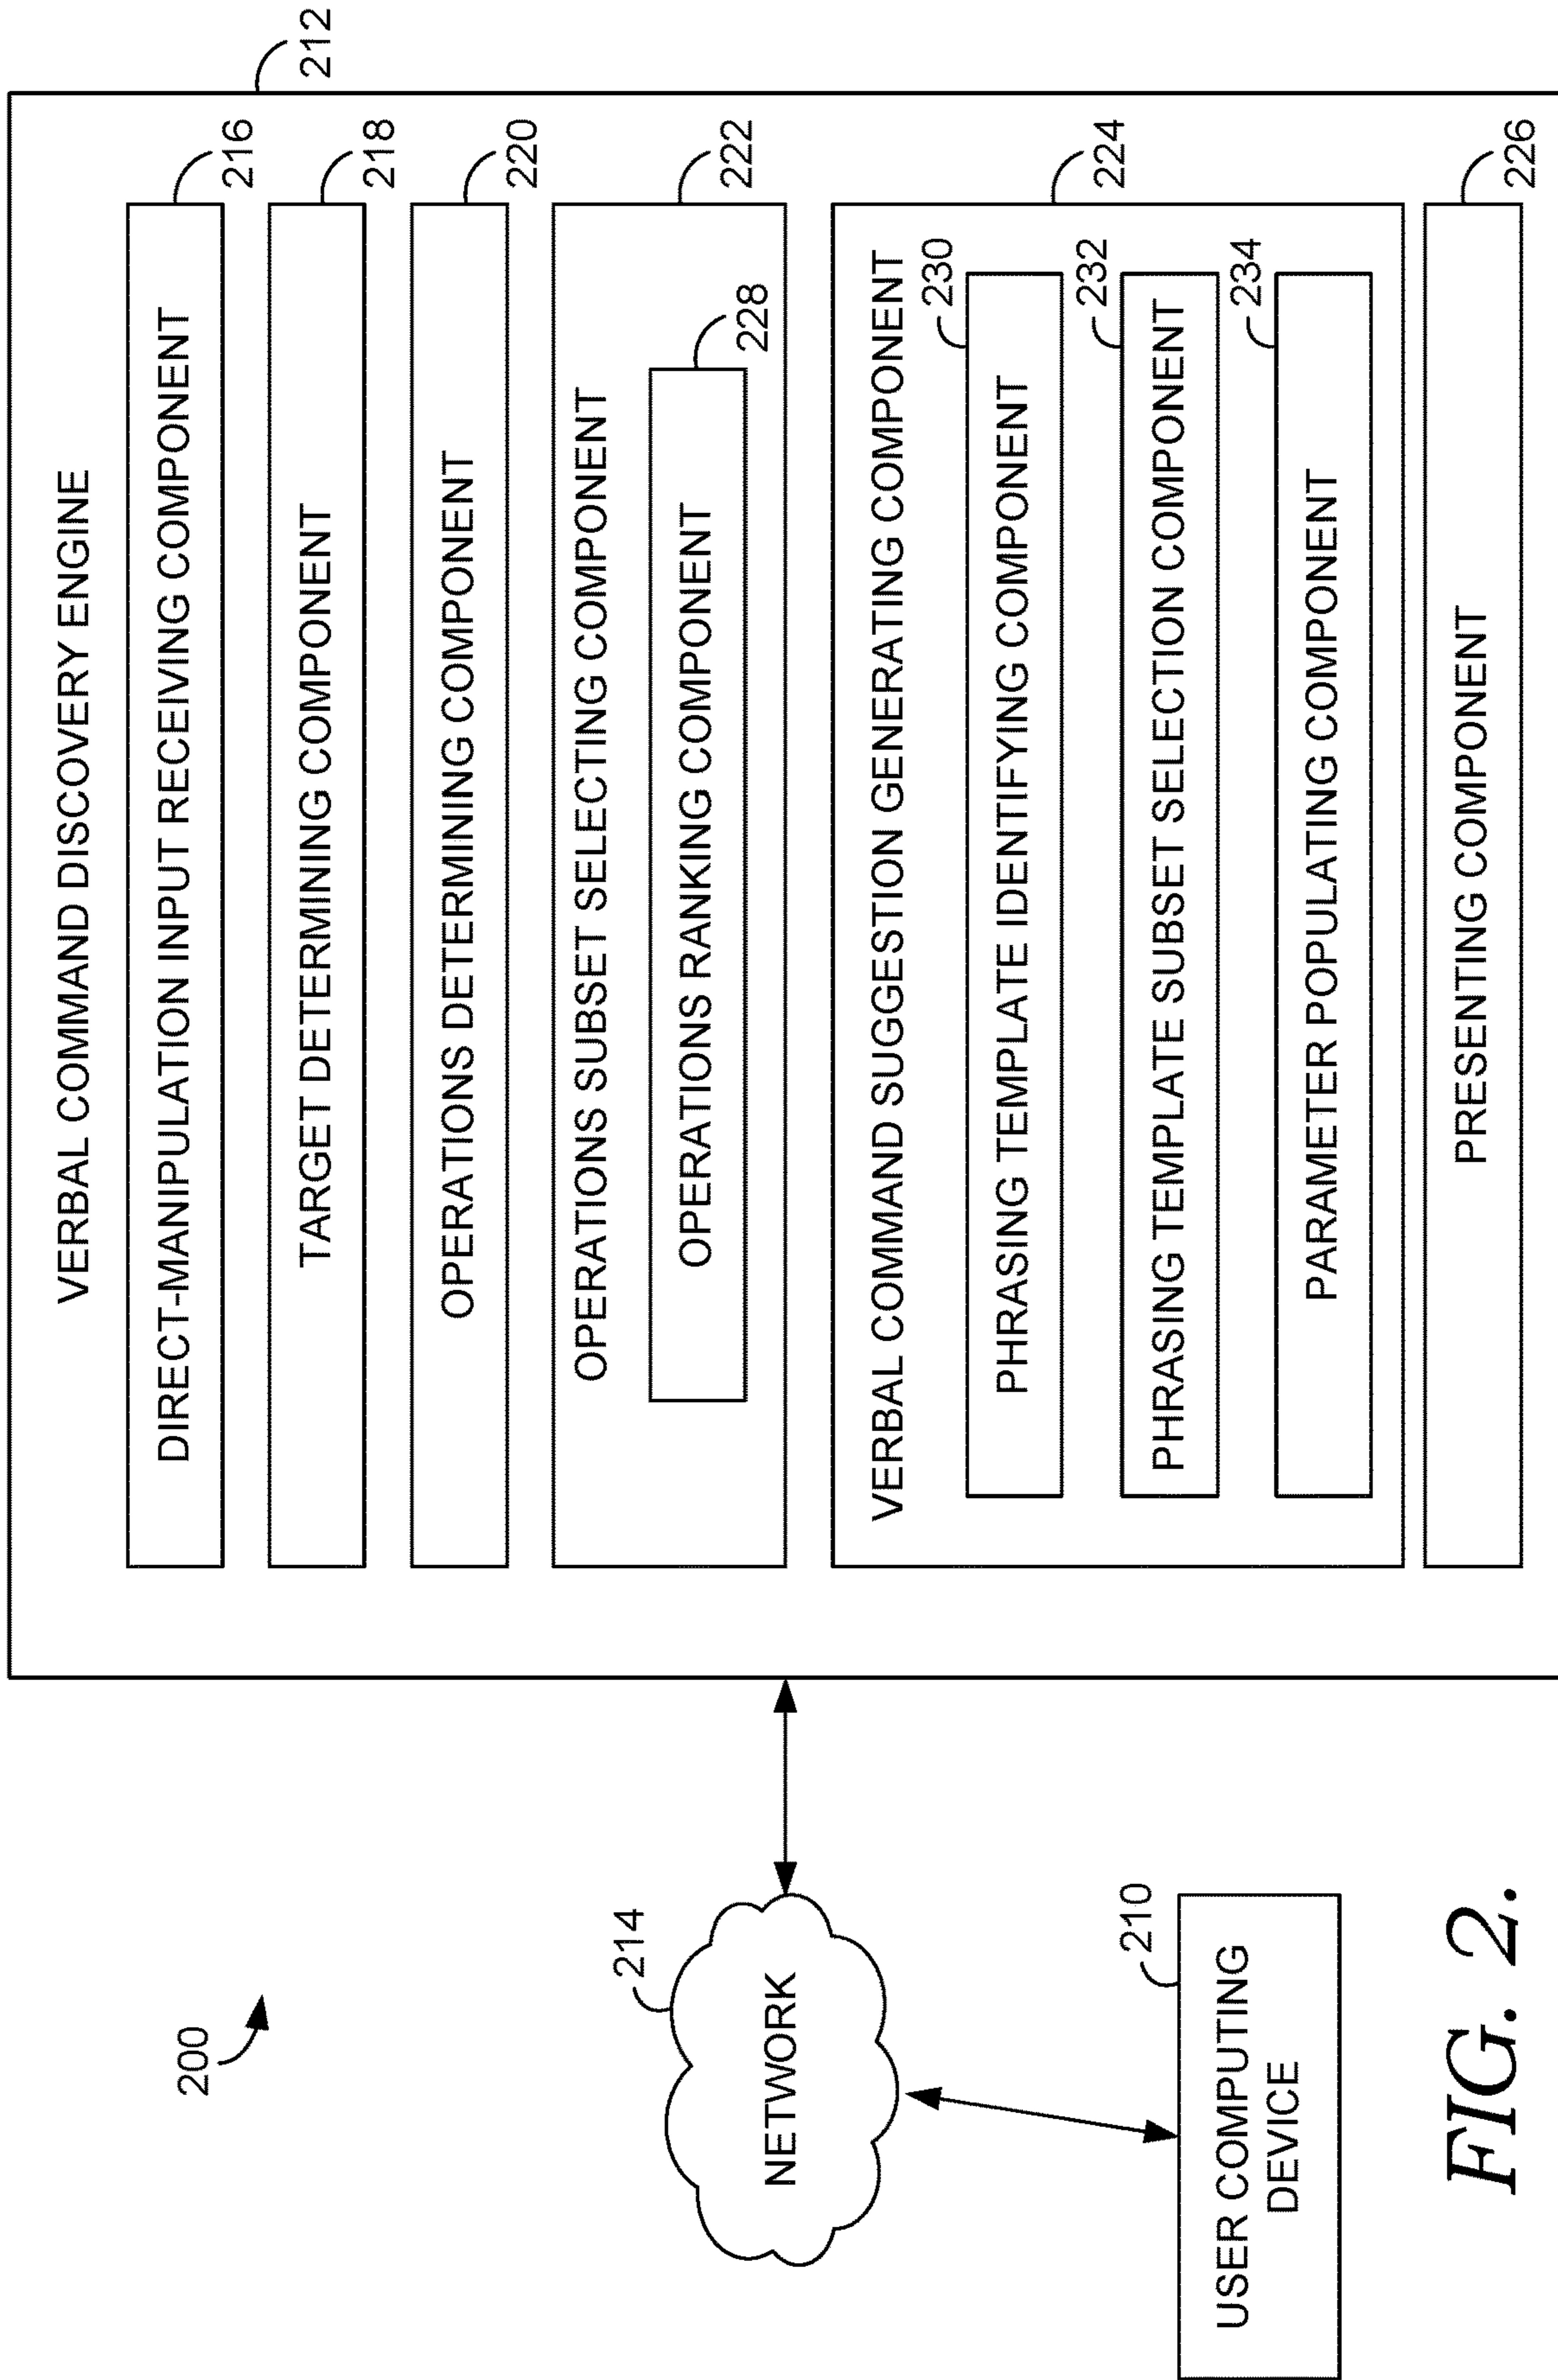 200
NETWORK
214
USER COMPUTING
DEVICE
210
VERBAL COMMAND DISCOVERY ENGINE
212
DIRECT-MANIPULATION INPUT RECEIVING COMPONENT
216
TARGET DETERMINING COMPONENT
218
OPERATIONS DETERMINING COMPONENT
220
OPERATIONS SUBSET SELECTING COMPONENT
222
OPERATIONS RANKING COMPONENT
228
VERBAL COMMAND SUGGESTION GENERATING COMPONENT
224
PHRASING TEMPLATE IDENTIFYING COMPONENT
230
PHRASING TEMPLATE SUBSET SELECTION COMPONENT
232
PARAMETER POPULATING COMPONENT
234
PRESENTING COMPONENT
226
FIG. 2.